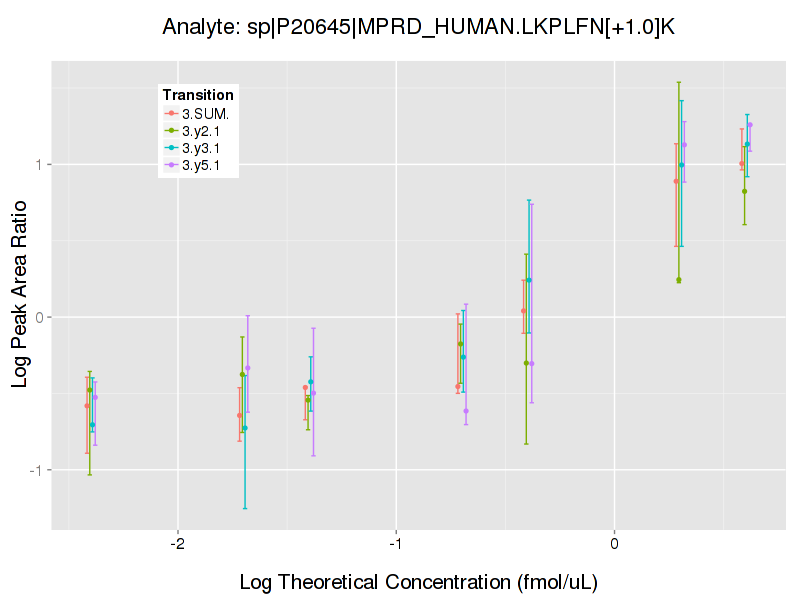 Analyte: sp|P20645|MPRD_HUMAN.LKPLFN[+1.0]K
Transition
3.SUM.
3.y2.1
3.y3.1
3.y5.1
Log Peak Area Ratio
1
0
-1
-2
-1
0
Log Theoretical Concentration (fmol/uL)